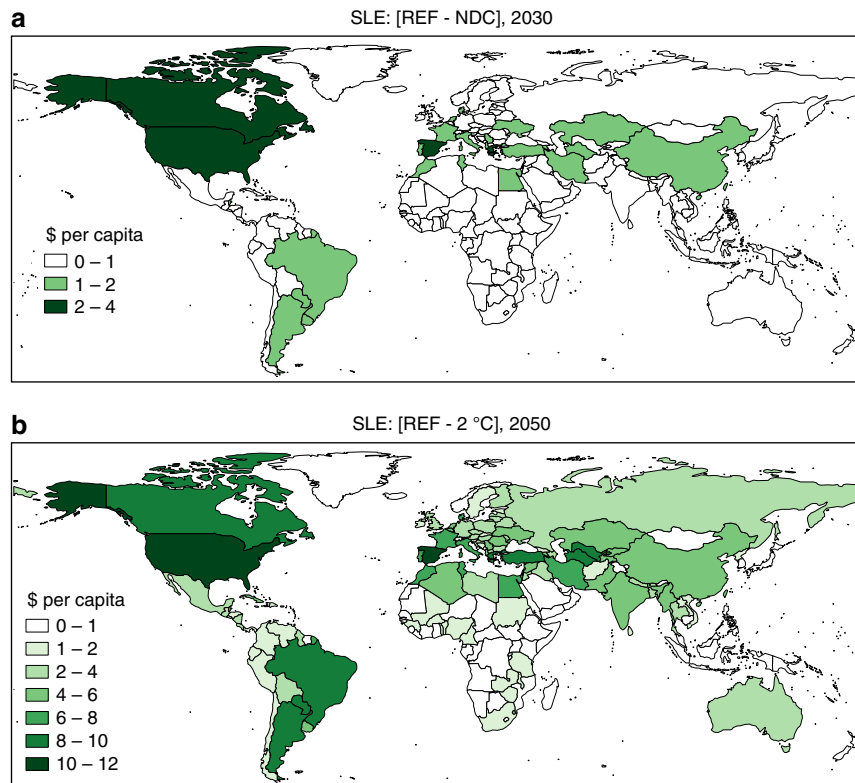 a
SLE: [REF - NDC], 2030
$ per capita
0 – 1
1 – 2
2 – 4
b
SLE: [REF - 2 °C], 2050
$ per capita
0 – 1
1 – 2
2 – 4
4 – 6
6 – 8
8 – 10
10 – 12